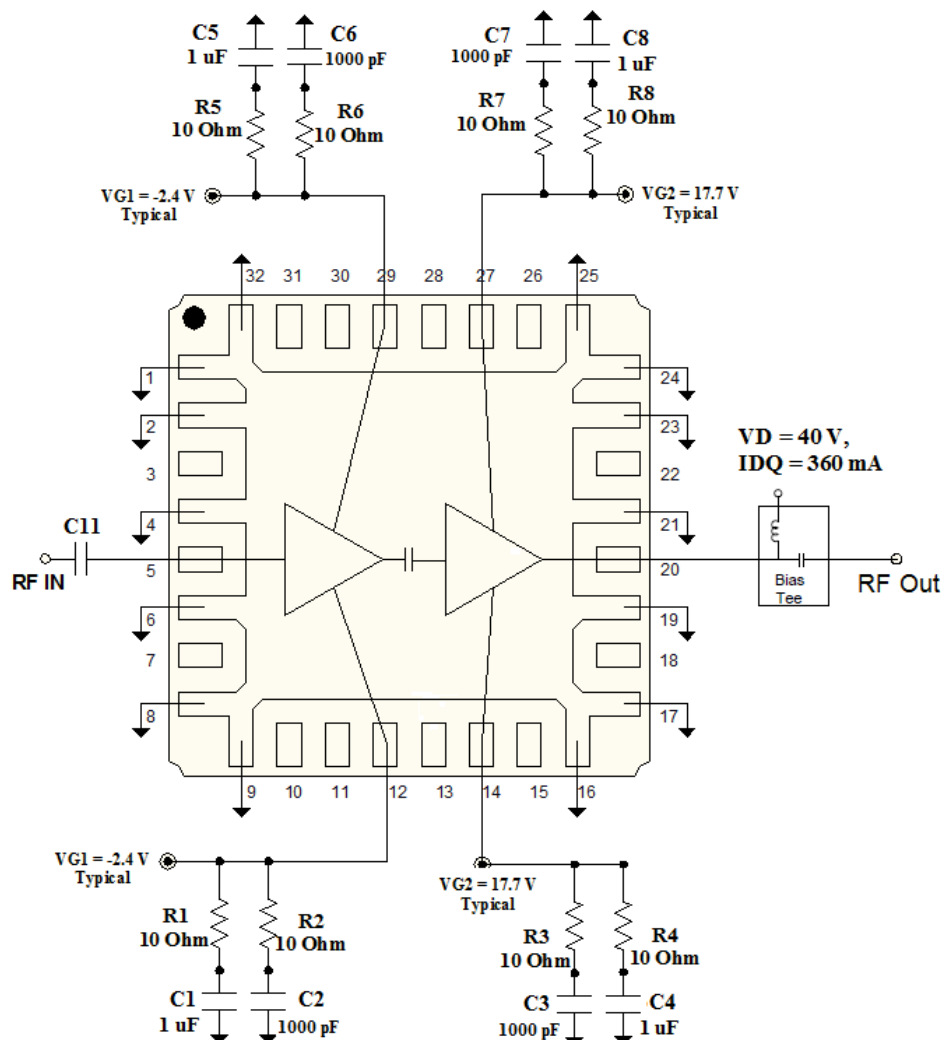 C5
1 uF
C6
1000 pF
C7
1000 pF
C8
1 uF
R5
10 Ohm
R6
10 Ohm
R7
10 Ohm
R8
10 Ohm
VG1 = -2.4 V
Typical
VG2 = 17.7 V
Typical
32
31
30
29
28
27
26
25
1
24
2
23
3
22
4
21
5
20
6
19
7
18
8
17
VD = 40 V,
IDQ = 360 mA
C11
RF IN
Bias
Tee
RF Out
9
10
11
12
13
14
15
16
VG1 = -2.4 V
Typical
VG2 = 17.7 V
Typical
R1
10 Ohm
R2
10 Ohm
R3
10 Ohm
R4
10 Ohm
C1
1 uF
C2
1000 pF
C3
1000 pF
C4
1 uF